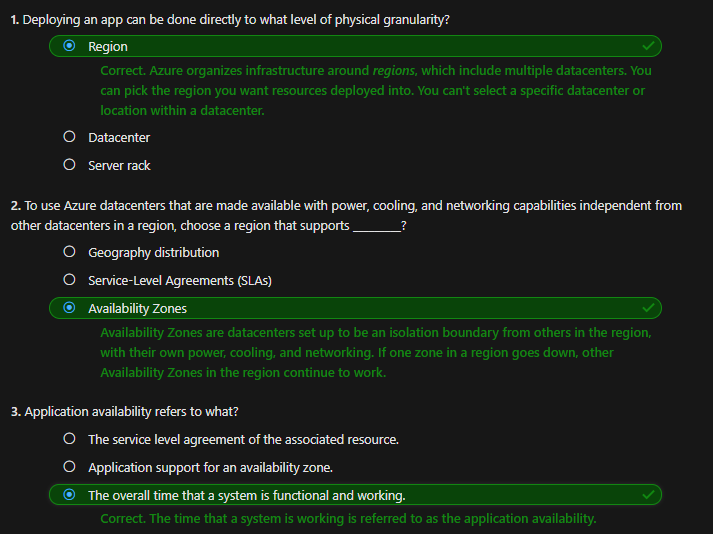 1. Deploying an app can be done directly to what level of physical granularity?
Region
Correct. Azure organizes infrastructure around regions, which include multiple datacenters. You
can pick the region you want resources deployed into. You can't select a specific datacenter or
location within a datacenter.
Datacenter
Server rack
2. To use Azure datacenters that are made available with power, cooling, and networking capabilities independent from
other datacenters in a region, choose a region that supports ________?
Geography distribution
Service-Level Agreements (SLAs)
Availability Zones
Availability Zones are datacenters set up to be an isolation boundary from others in the region,
with their own power, cooling, and networking. If one zone in a region goes down, other
Availability Zones in the region continue to work.
3. Application availability refers to what?
The service level agreement of the associated resource.
Application support for an availability zone.
The overall time that a system is functional and working.
Correct. The time that a system is working is referred to as the application availability.